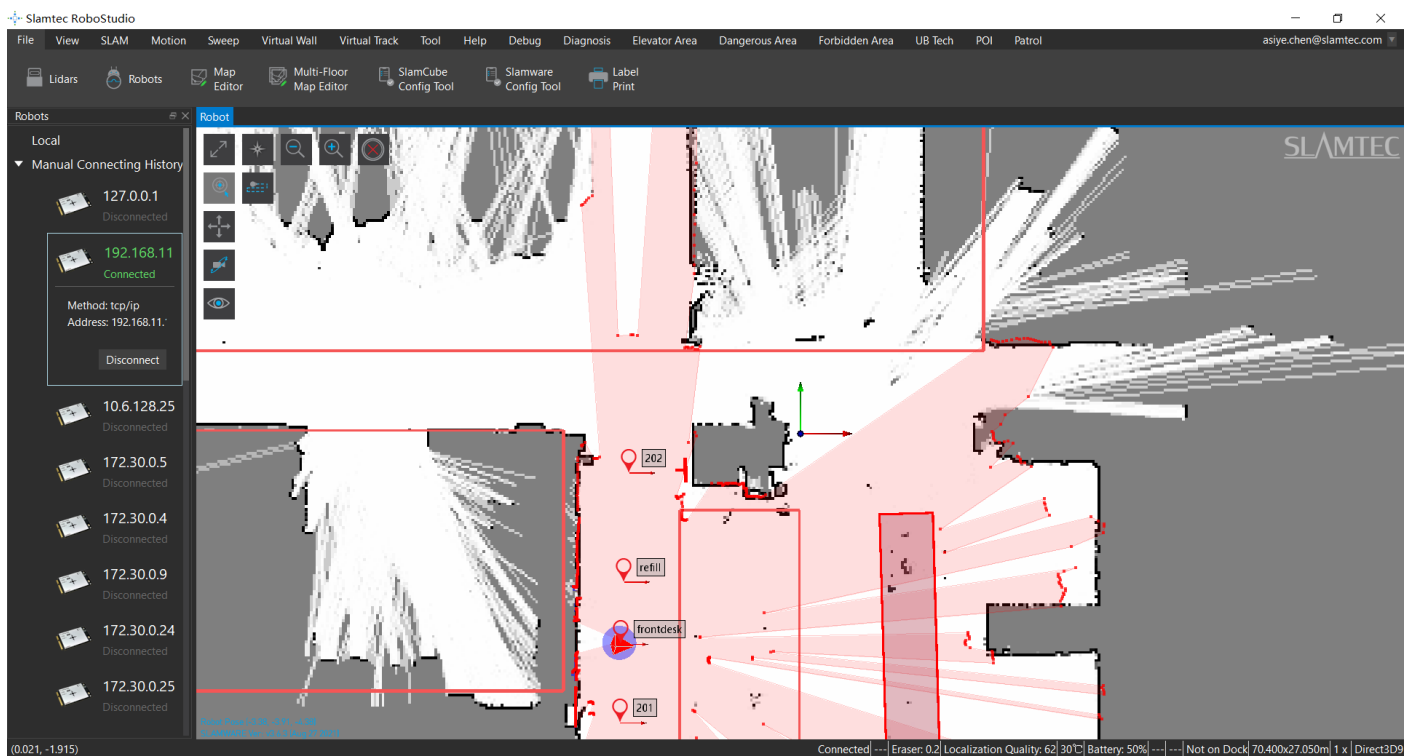 Slamtec RoboStudio
File View SLAM Motion Sweep Virtual Wall Virtual Track Tool Help Debug Diagnosis Elevator Area Dangerous Area Forbidden Area UB Tech POI Patrol asiye.chen@slamtec.com
Lidars
Robots
Map
Editor
Multi-Floor
Map Editor
SlamCube
Config Tool
Slamware
Config Tool
Label
Print
Robots
Robot
Local
Manual Connecting History
127.0.0.1
Disconnected
192.168.11
Connected
Method: tcp/ip
Address: 192.168.11.
Disconnect
10.6.128.25
Disconnected
172.30.0.5
Disconnected
172.30.0.4
Disconnected
172.30.0.9
Disconnected
172.30.0.24
Disconnected
172.30.0.25
Disconnected
SLAMTEC
202
refill
frontdesk
201
(0.021, -1.915)
Connected --- Eraser: 0.2 Localization Quality: 62 30℃ Battery: 50% --- --- Not on Dock 70.400x27.050m 1 x Direct3D9